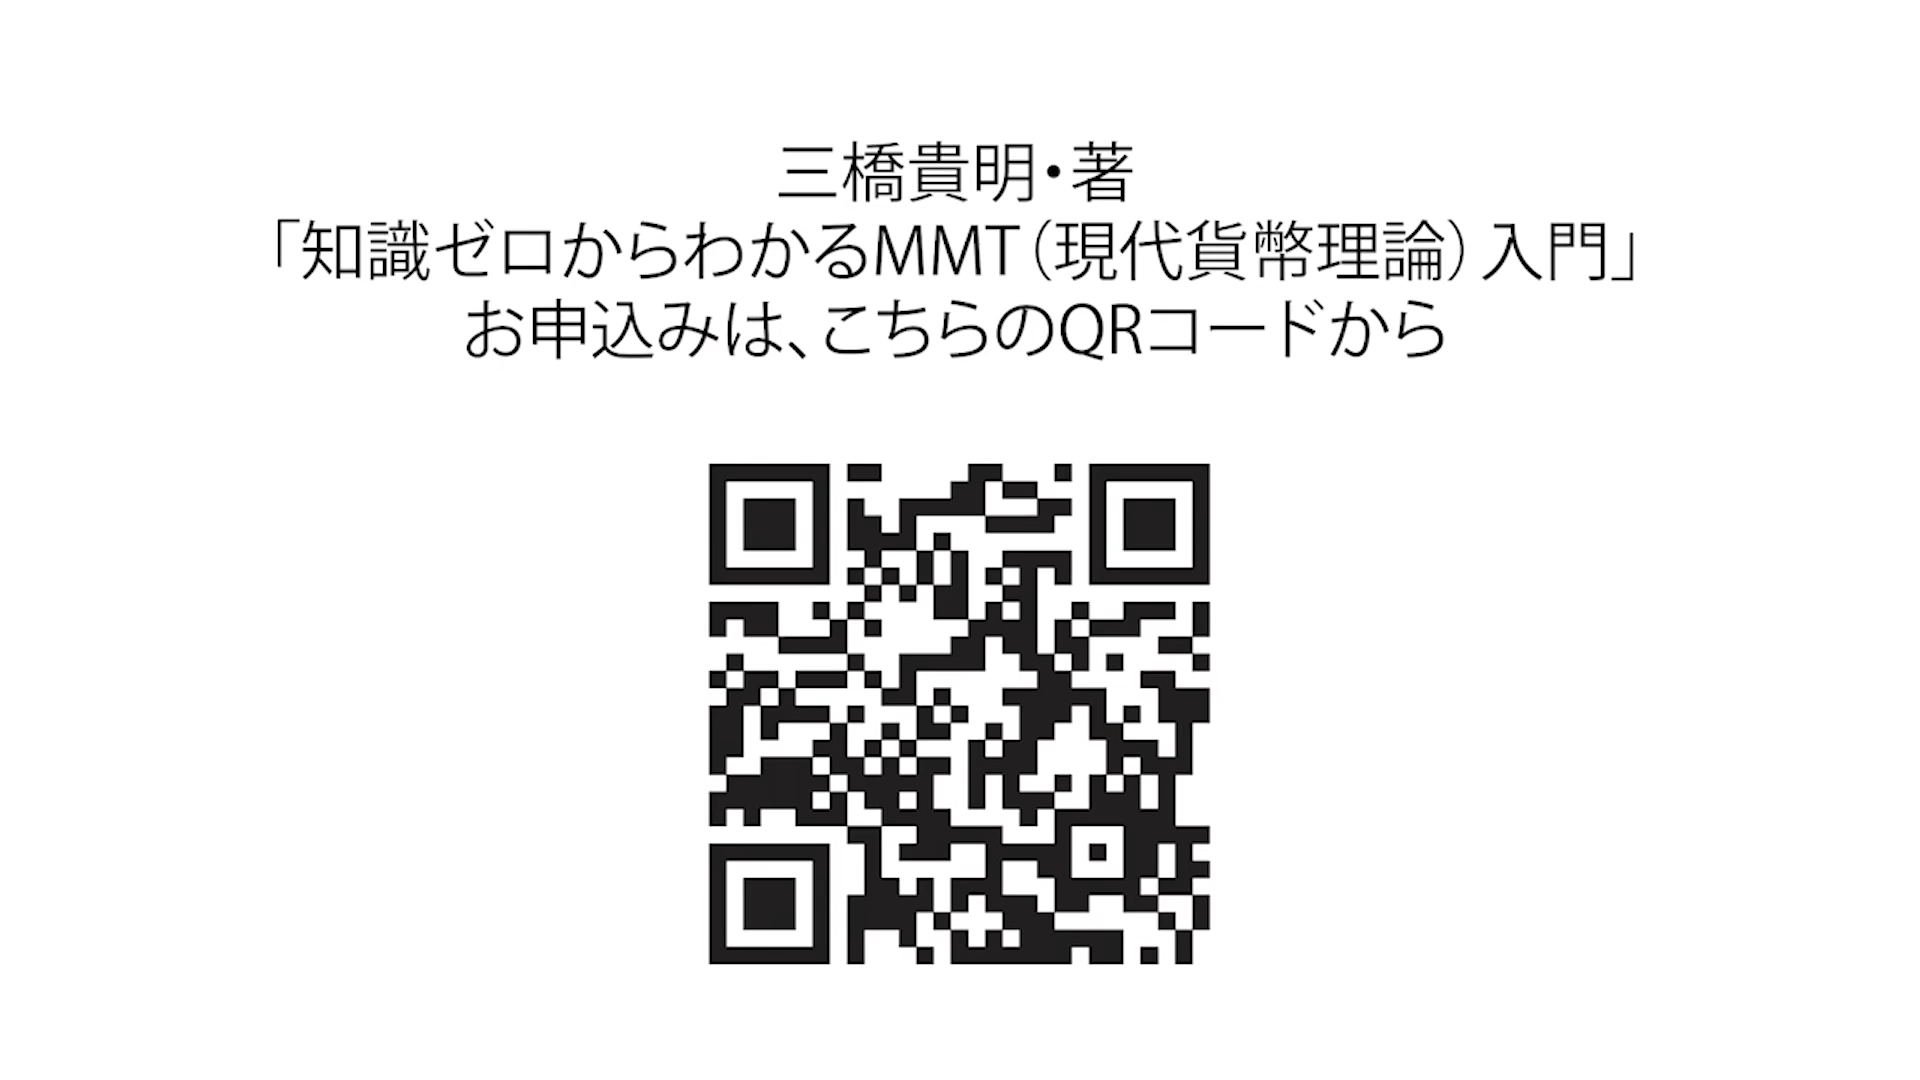 三橋貴明・著
「知識ゼロからわかるMMT（現代貨幣理論）入門」
お申込みは、こちらのQRコードから